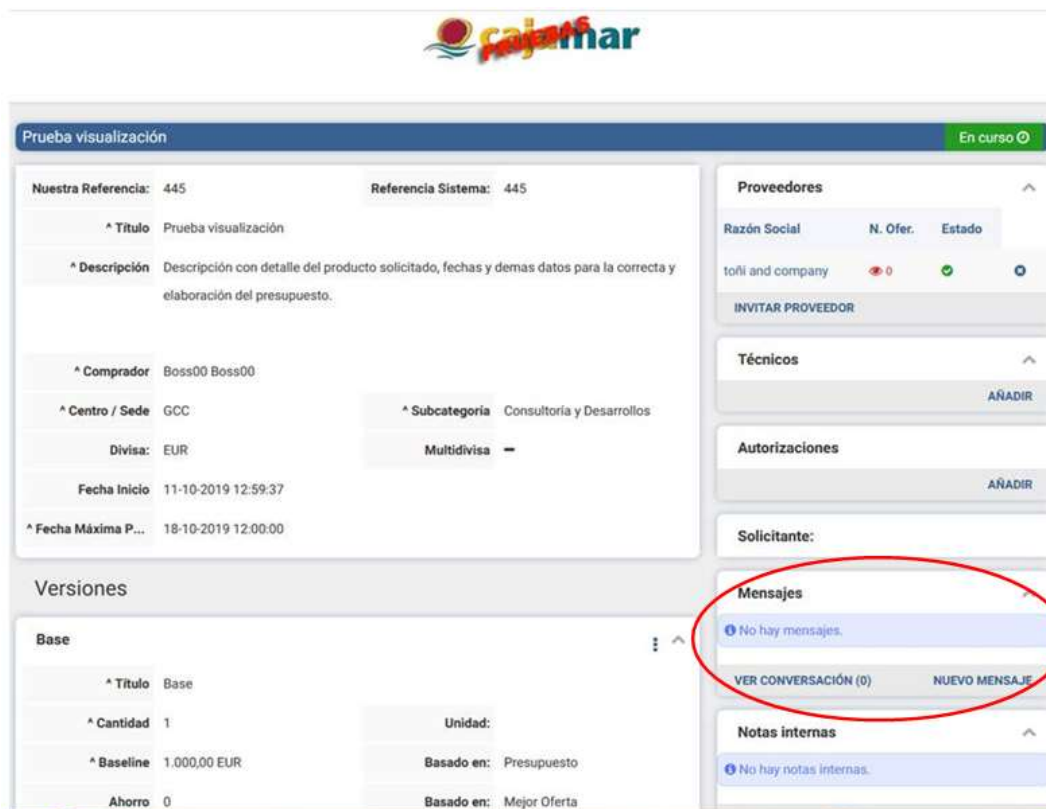 cajamar
PRUEBAS
Prueba visualización En curso
Nuestra Referencia: 445 Referencia Sistema: 445
^ Título Prueba visualización
^ Descripción Descripción con detalle del producto solicitado, fechas y demas datos para la correcta y
elaboración del presupuesto.
^ Comprador Boss00 Boss00
^ Centro / Sede GCC ^ Subcategoría Consultoría y Desarrollos
Divisa: EUR Multidivisa –
Fecha Inicio 11-10-2019 12:59:37
^ Fecha Máxima P... 18-10-2019 12:00:00
Versiones
Base
^ Título Base
^ Cantidad 1 Unidad:
^ Baseline 1.000,00 EUR Basado en: Presupuesto
Ahorro 0 Basado en: Mejor Oferta
Proveedores
Razón Social N. Ofer. Estado
toñi and company 0
INVITAR PROVEEDOR
Técnicos
AÑADIR
Autorizaciones
AÑADIR
Solicitante:
Mensajes
No hay mensajes.
VER CONVERSACIÓN (0) NUEVO MENSAJE
Notas internas
No hay notas internas.